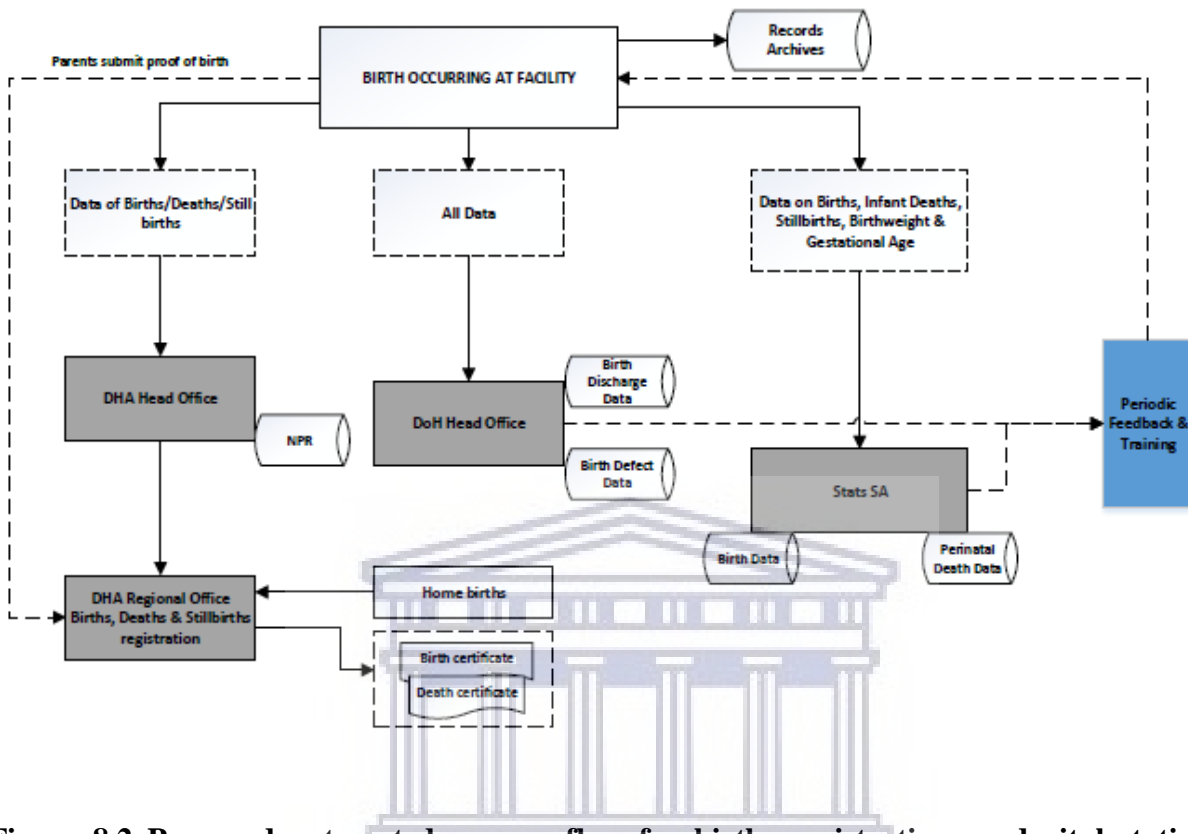 Records
Archives
Parents submit proof of birth
BIRTH OCCURRING AT FACILITY
Data of Births/Deaths/Still
births
All Data
Data on Births, Infant Deaths,
Stillbirths, Birthweight &
Gestational Age
DHA Head Office
NPR
DoH Head Office
Birth
Discharge
Data
Birth Defect
Data
Periodic
Feedback &
Training
Stats SA
Birth Data
Perinatal
Death Data
DHA Regional Office
Births, Deaths & Stillbirths
registration
Home births
Birth certificate
Death certificate